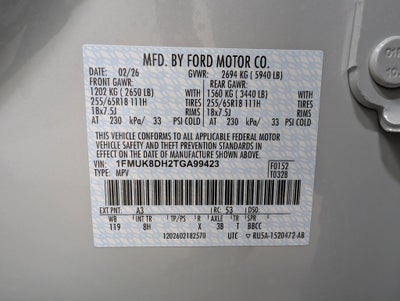 MFD. BY FORD MOTOR CO.
DATE: 02/26 GVWR: 2694 KG ( 5940 LB)
FRONT GAWR: REAR GAWR:
1202 KG ( 2650 LB) WITH 1560 KG ( 3440 LB) WITH
255/65R18 111H TIRES 255/65R18 111H TIRES
18x7.5J RIMS 18x7.5J RIMS
AT 230 kPa/ 33 PSI COLD AT 230 kPa/ 33 PSI COLD
THIS VEHICLE CONFORMS TO ALL APPLICABLE FEDERAL MOTOR
VEHICLE SAFETY AND THEFT PREVENTION STANDARDS IN EFFECT ON
THE DATE OF MANUFACTURE SHOWN ABOVE.
VIN: 1FMUK8DH2TGA99423 F0152
TYPE: MPV T0328
EXT PNT: A3 RC: 53 DSO:
WB INT TR TP/PS R AXLE TR
119 8H X 3B T BBCC
1202602182570 UTC RU5A-1520472-AB